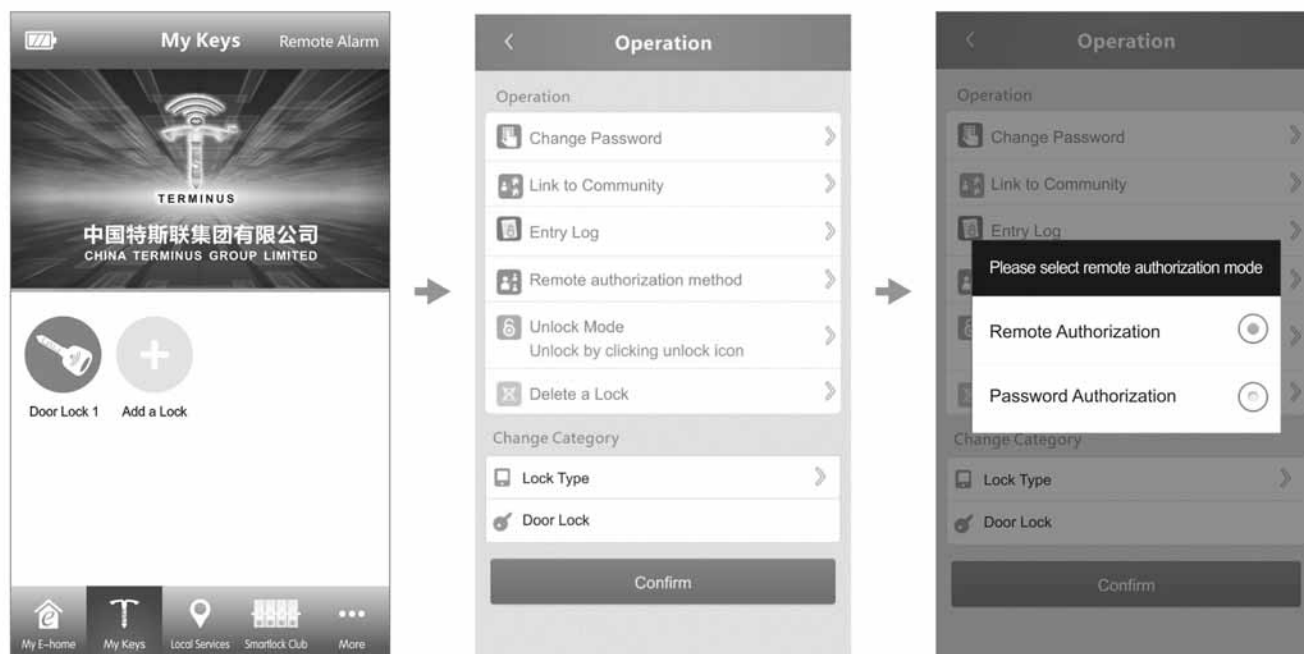 My Keys
Remote Alarm
TERMINUS
中国特斯联集团有限公司
CHINA TERMINUS GROUP LIMITED
Door Lock 1
Add a Lock
My E-home
My Keys
Local Services
Smartlock Club
More
Operation
Operation
Change Password
Link to Community
Entry Log
Remote authorization method
Unlock Mode
Unlock by clicking unlock icon
Delete a Lock
Change Category
Lock Type
Door Lock
Confirm
Operation
Operation
Change Password
Link to Community
Entry Log
Please select remote authorization mode
Remote Authorization
Password Authorization
Change Category
Lock Type
Door Lock
Confirm